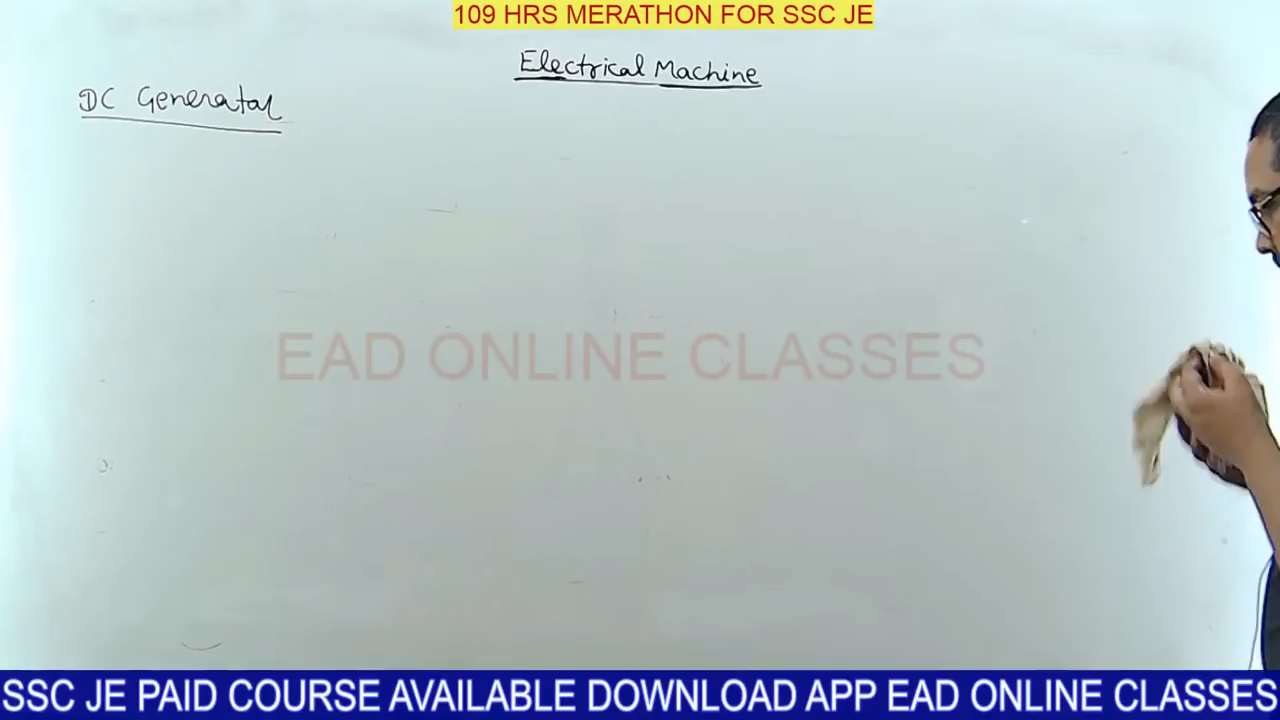 109 HRS MERATHON FOR SSC JE
Electrical Machine
DC Generator
EAD ONLINE CLASSES
SSC JE PAID COURSE AVAILABLE DOWNLOAD APP EAD ONLINE CLASSES